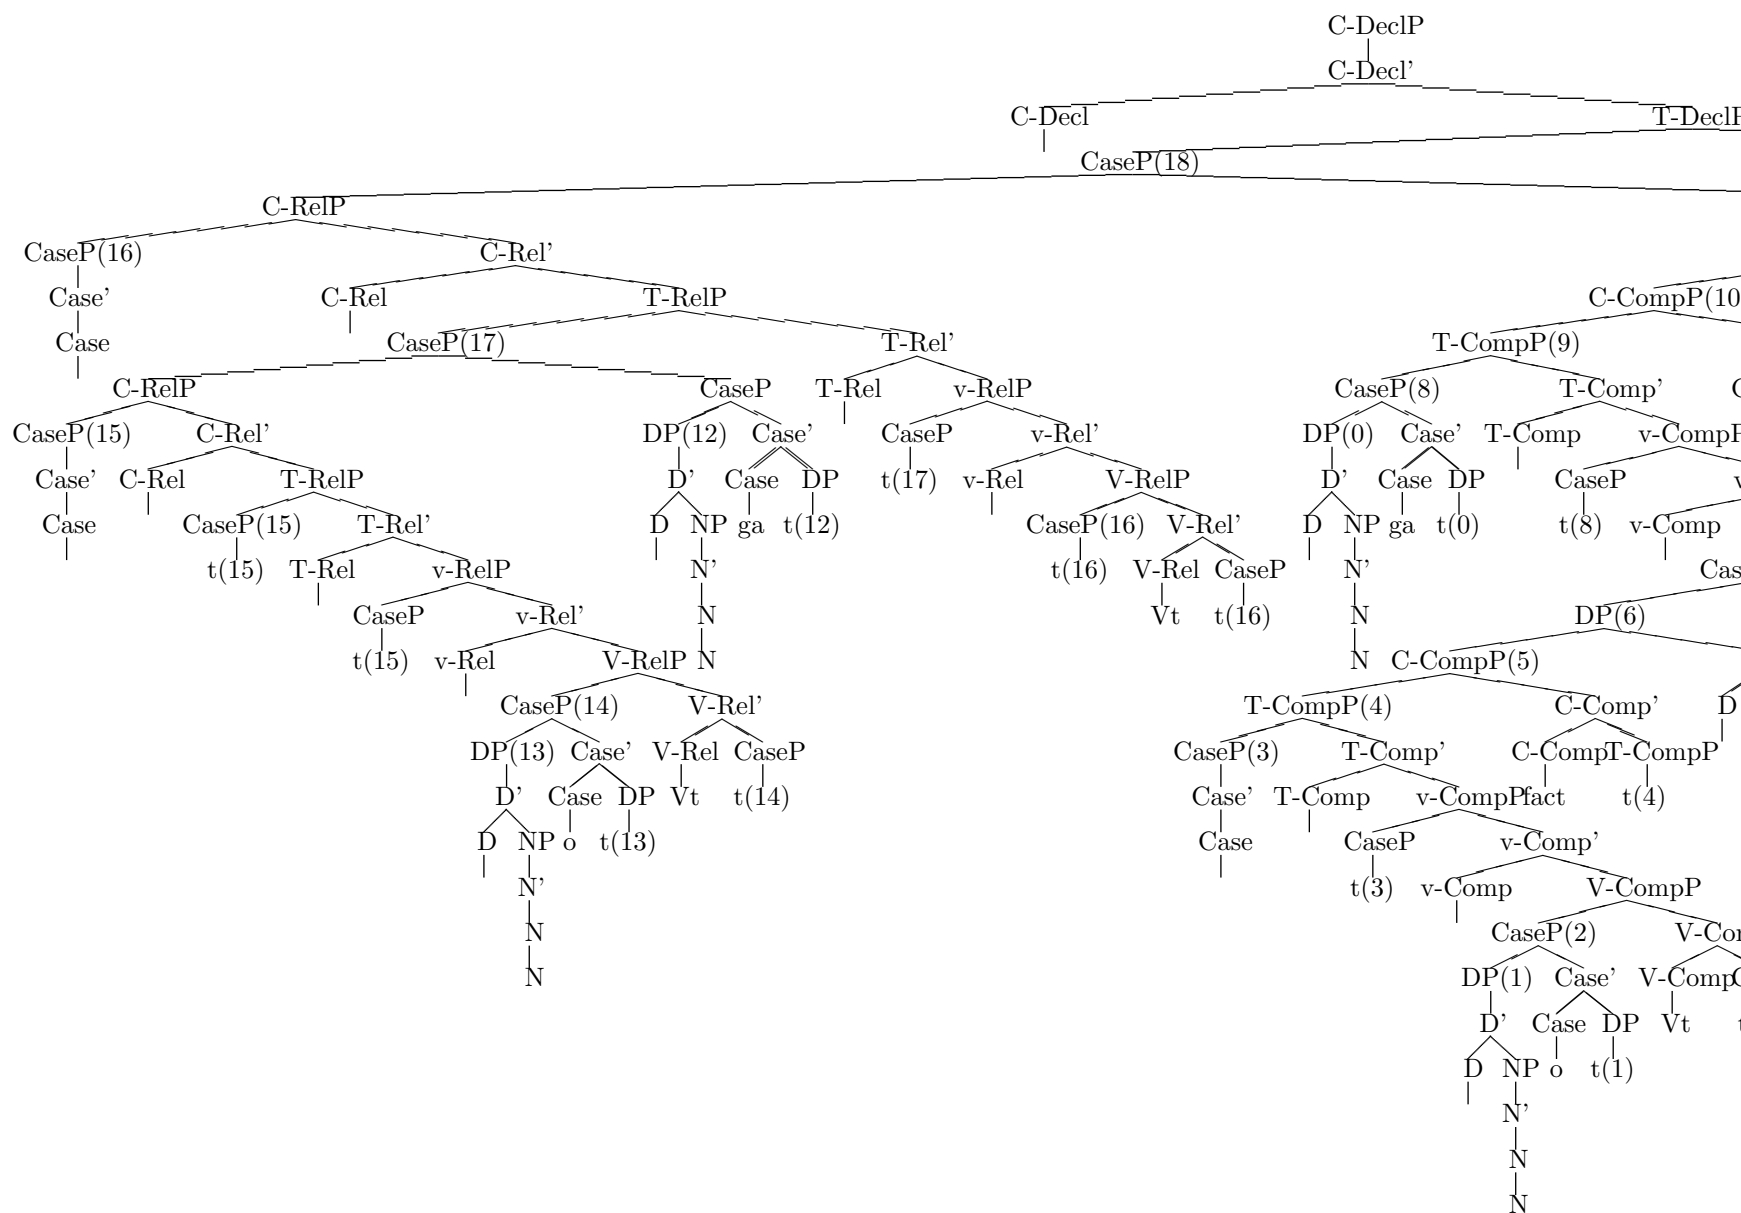 C-DeclP
C-Decl'
C-Decl T-DeclP
CaseP(18)
C-RelP
CaseP(16) C-Rel'
Case' C-Rel T-RelP C-CompP(10
Case CaseP(17) T-Rel' T-CompP(9)
C-RelP CaseP T-Rel v-RelP CaseP(8) T-Comp'
CaseP(15) C-Rel' DP(12) Case' CaseP v-Rel' DP(0) Case' T-Comp v-CompP
Case' C-Rel T-RelP D' Case DP t(17) v-Rel V-RelP D' Case DP CaseP v
Case CaseP(15) T-Rel' D NP ga t(12) CaseP(16) V-Rel' D NP ga t(0) t(8) v-Comp
t(15) T-Rel v-RelP N' t(16) V-Rel CaseP N' Cas
CaseP v-Rel' N Vt t(16) N DP(6)
t(15) v-Rel V-RelP N N C-CompP(5)
CaseP(14) V-Rel' T-CompP(4) C-Comp' D
DP(13) Case' V-Rel CaseP CaseP(3) T-Comp' C-Comp T-CompP
D' Case DP Vt t(14) Case' T-Comp v-CompP fact t(4)
D NP o t(13) Case CaseP v-Comp'
N' t(3) v-Comp V-CompP
N CaseP(2) V-Com
N DP(1) Case' V-Comp
D' Case DP Vt t
D NP o t(1)
N'
N
N